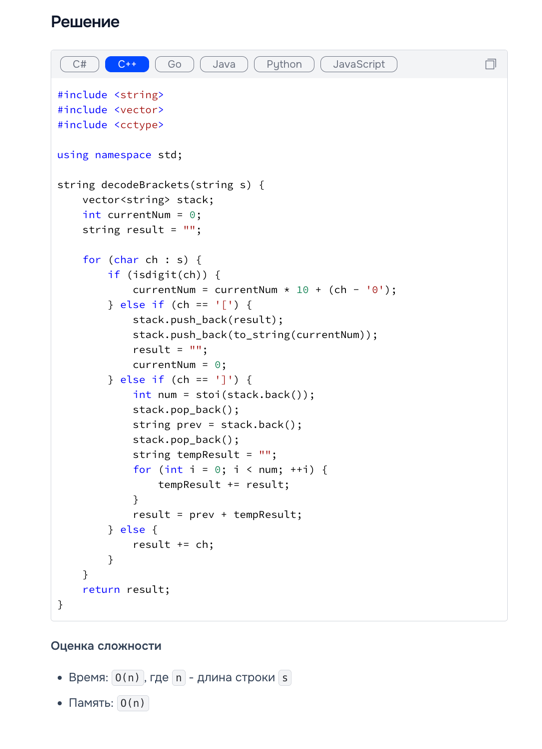 Решение
C# C++ Go Java Python JavaScript
#include <string>
#include <vector>
#include <cctype>
using namespace std;
string decodeBrackets(string s) {
    vector<string> stack;
    int currentNum = 0;
    string result = "";
    for (char ch : s) {
        if (isdigit(ch)) {
            currentNum = currentNum * 10 + (ch - '0');
        } else if (ch == '[') {
            stack.push_back(result);
            stack.push_back(to_string(currentNum));
            result = "";
            currentNum = 0;
        } else if (ch == ']') {
            int num = stoi(stack.back());
            stack.pop_back();
            string prev = stack.back();
            stack.pop_back();
            string tempResult = "";
            for (int i = 0; i < num; ++i) {
                tempResult += result;
            }
            result = prev + tempResult;
        } else {
            result += ch;
        }
    }
    return result;
}
Оценка сложности
• Время: O(n), где n - длина строки s
• Память: O(n)